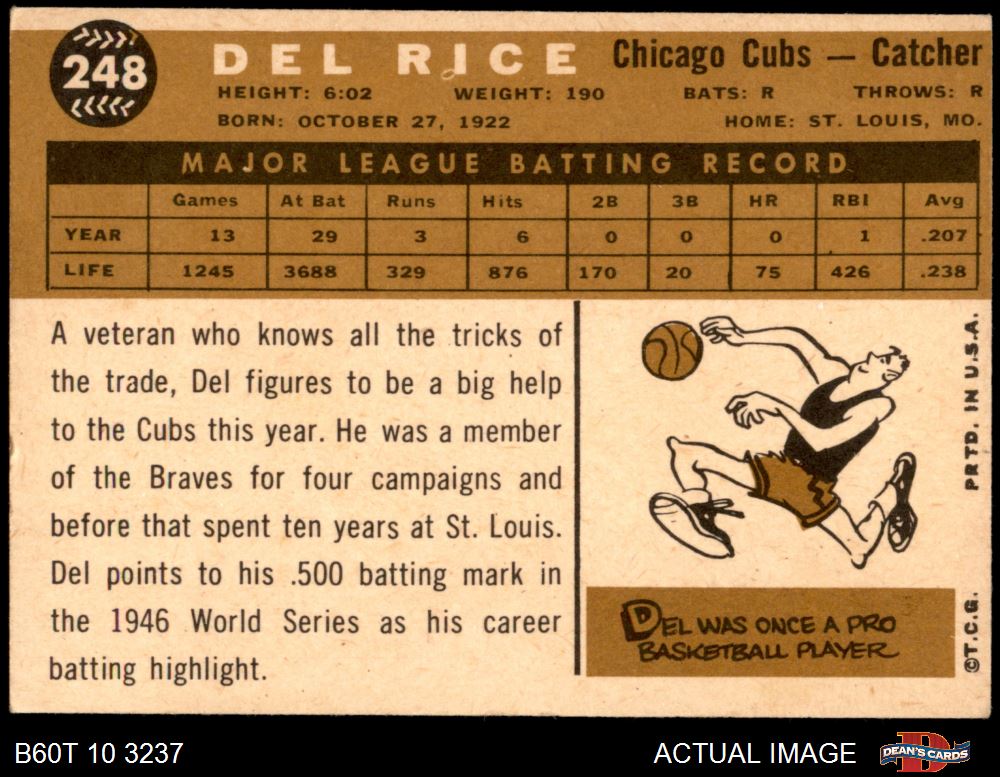 248
DEL RICE Chicago Cubs — Catcher
HEIGHT: 6:02 WEIGHT: 190 BATS: R THROWS: R
BORN: OCTOBER 27, 1922 HOME: ST. LOUIS, MO.
MAJOR LEAGUE BATTING RECORD
Games At Bat Runs Hits 2B 3B HR RBI Avg
YEAR 13 29 3 6 0 0 0 1 .207
LIFE 1245 3688 329 876 170 20 75 426 .238
A veteran who knows all the tricks of
the trade, Del figures to be a big help
to the Cubs this year. He was a member
of the Braves for four campaigns and
before that spent ten years at St. Louis.
Del points to his .500 batting mark in
the 1946 World Series as his career
batting highlight.
DEL WAS ONCE A PRO
BASKETBALL PLAYER
©T.C.G. PRTD. IN U.S.A.
B60T 10 3237 ACTUAL IMAGE DEAN'S CARDS